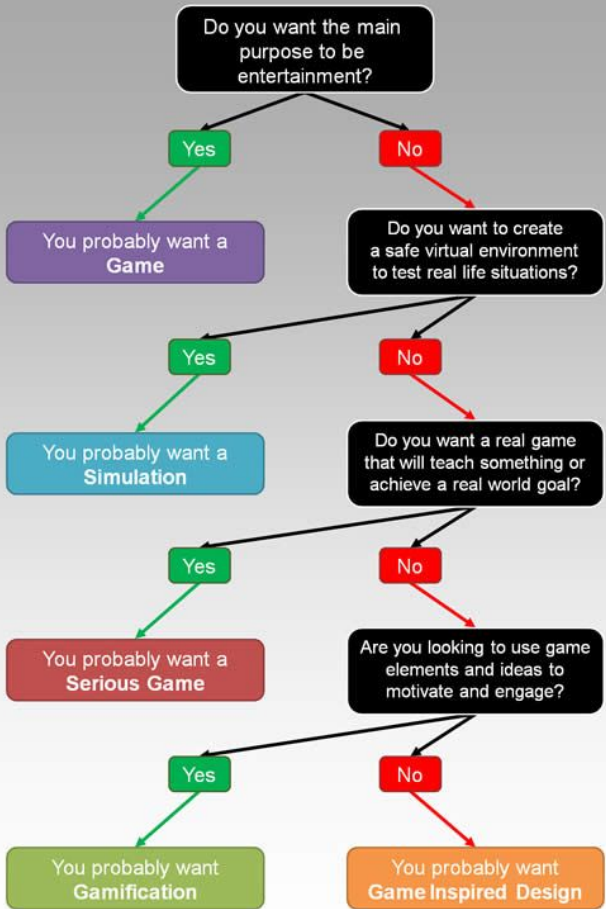 Do you want the main
purpose to be
entertainment?
Yes
No
You probably want a
Game
Do you want to create
a safe virtual environment
to test real life situations?
Yes
No
You probably want a
Simulation
Do you want a real game
that will teach something or
achieve a real world goal?
Yes
No
You probably want a
Serious Game
Are you looking to use game
elements and ideas to
motivate and engage?
Yes
No
You probably want
Gamification
You probably want
Game Inspired Design